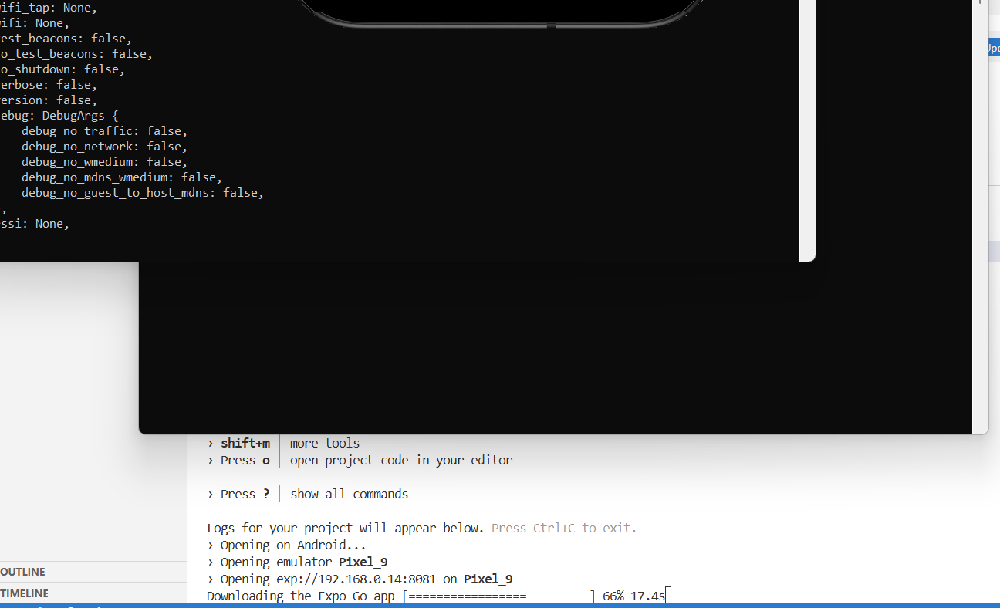 ifi_tap: None,
ifi: None,
est_beacons: false,
o_test_beacons: false,
o_shutdown: false,
erbose: false,
ersion: false,
ebug: DebugArgs {
debug_no_traffic: false,
debug_no_network: false,
debug_no_wmedium: false,
debug_no_mdns_wmedium: false,
debug_no_guest_to_host_mdns: false,
,
ssi: None,
Upd
› shift+m │ more tools
› Press o │ open project code in your editor
› Press ? │ show all commands
Logs for your project will appear below. Press Ctrl+C to exit.
› Opening on Android...
› Opening emulator Pixel_9
› Opening exp://192.168.0.14:8081 on Pixel_9
Downloading the Expo Go app [================= ] 66% 17.4s
OUTLINE
TIMELINE